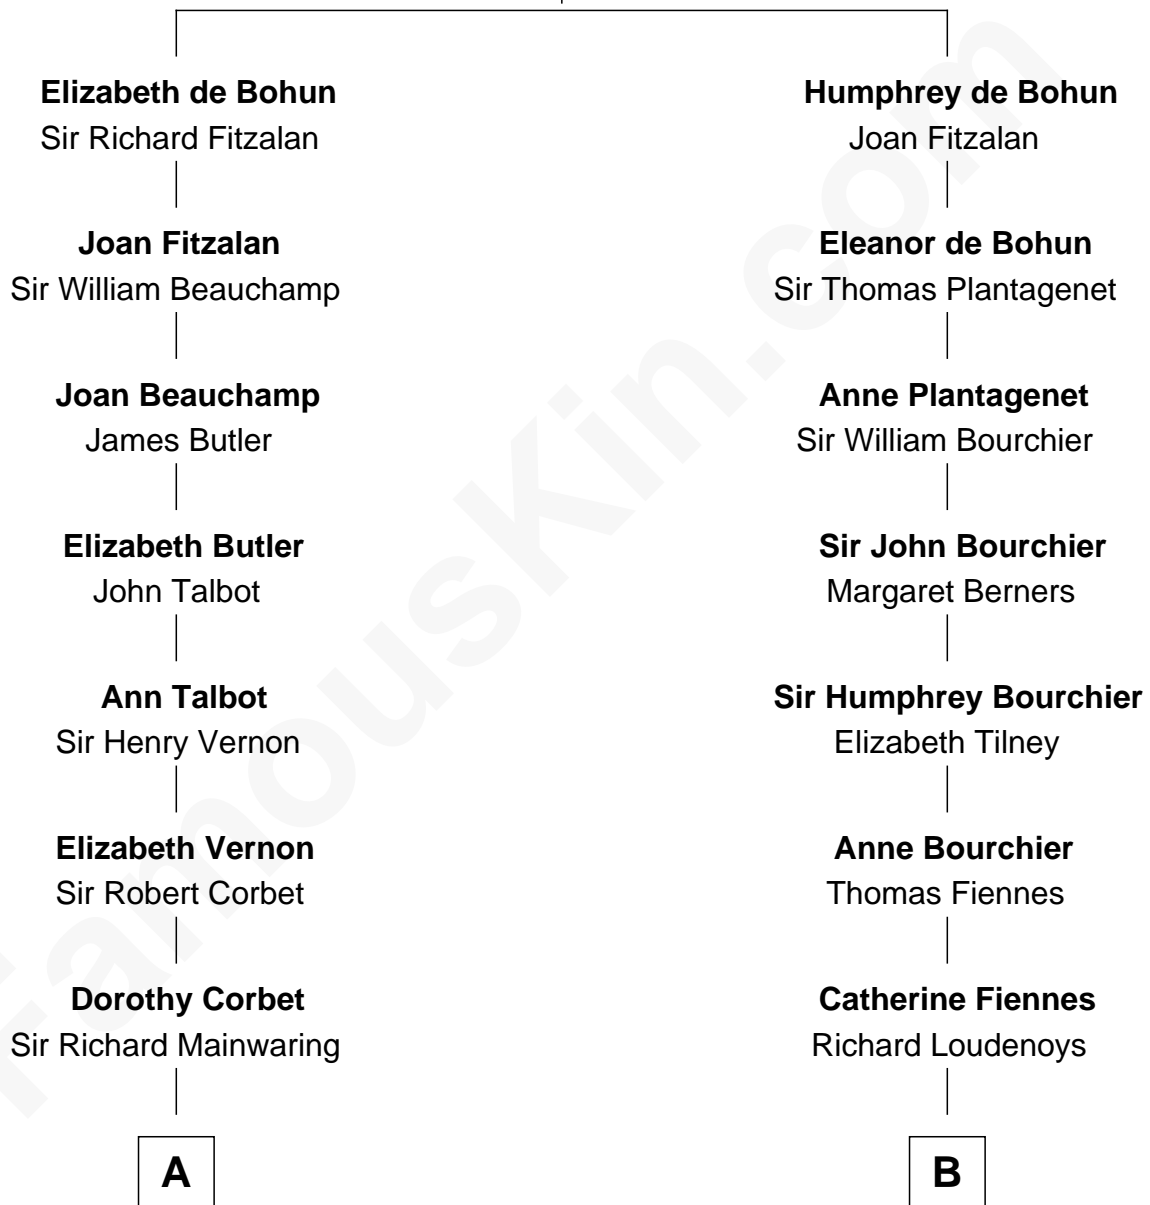 Elizabeth de Bohun
Sir Richard Fitzalan
Humphrey de Bohun
Joan Fitzalan
Joan Fitzalan
Sir William Beauchamp
Eleanor de Bohun
Sir Thomas Plantagenet
Joan Beauchamp
James Butler
Anne Plantagenet
Sir William Bourchier
Elizabeth Butler
John Talbot
Sir John Bourchier
Margaret Berners
Ann Talbot
Sir Henry Vernon
Sir Humphrey Bourchier
Elizabeth Tilney
Elizabeth Vernon
Sir Robert Corbet
Anne Bourchier
Thomas Fiennes
Dorothy Corbet
Sir Richard Mainwaring
Catherine Fiennes
Richard Loudenoys
A
B
FamousKin.com